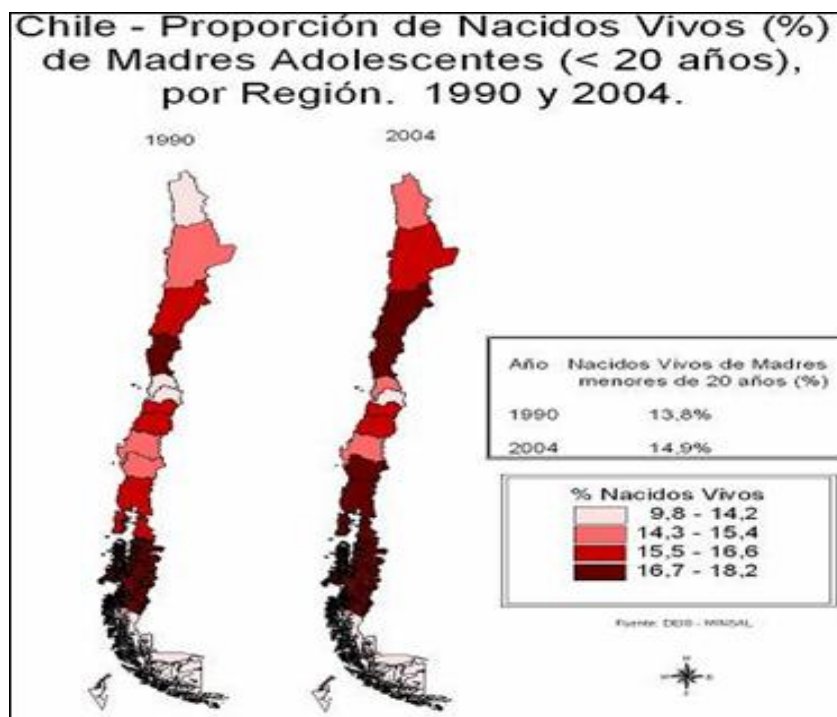 Chile - Proporción de Nacidos Vivos (%)
de Madres Adolescentes (< 20 años),
por Región. 1990 y 2004.
1990
2004
Año Nacidos Vivos de Madres
menores de 20 años (%)
1990 13,8%
2004 14,9%
% Nacidos Vivos
9,8 - 14,2
14,3 - 15,4
15,5 - 16,6
16,7 - 18,2
Fuente: DEIS - MINSAL